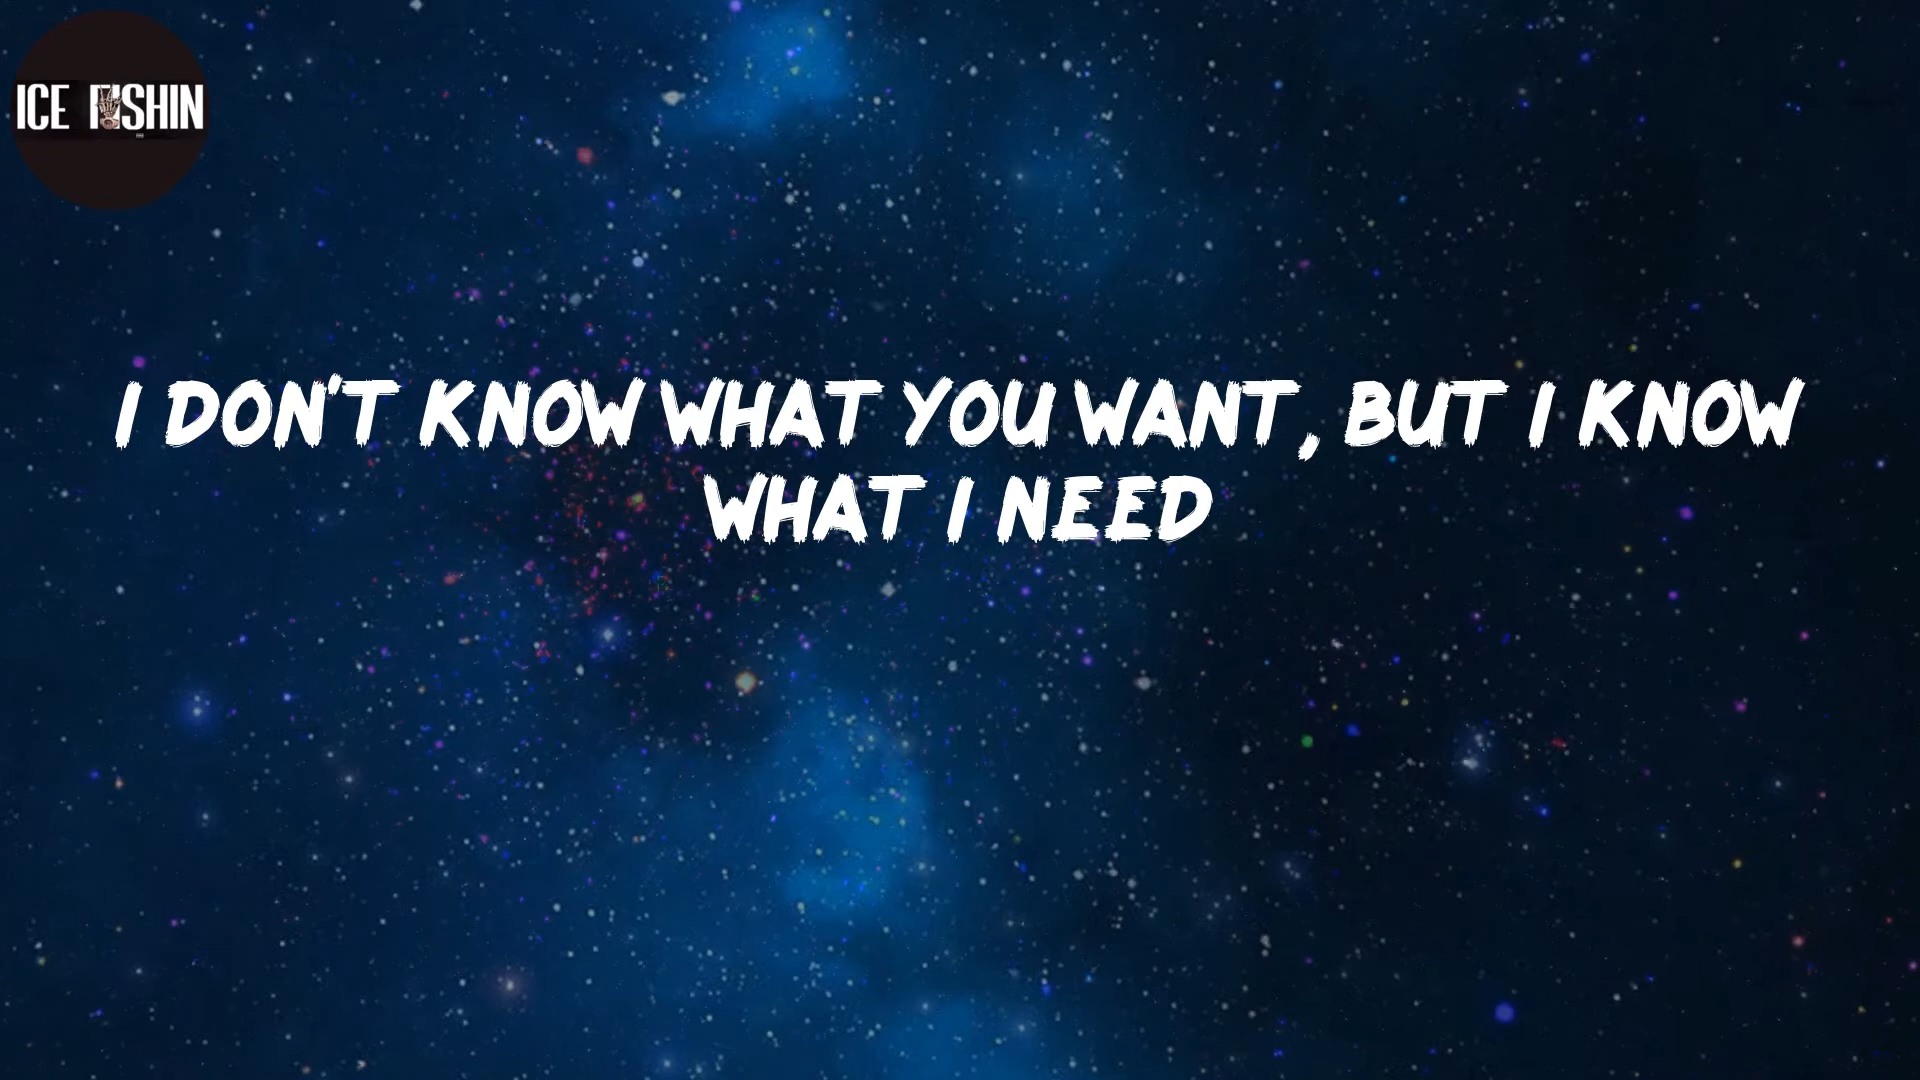 ICE FISHIN
I DON'T KNOW WHAT YOU WANT, BUT I KNOW
WHAT I NEED